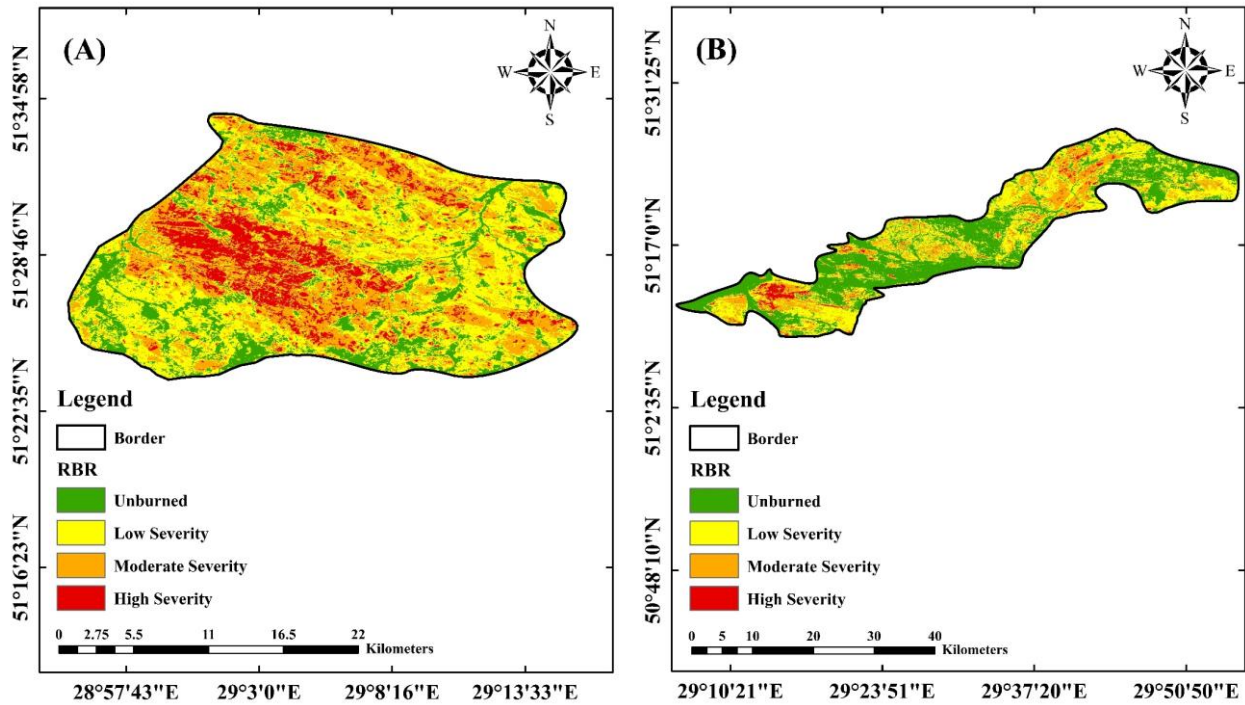 (A)
N
W E
S
51°34'58"N
51°28'46"N
51°22'35"N
51°16'23"N
Legend
Border
RBR
Unburned
Low Severity
Moderate Severity
High Severity
0 2.75 5.5 11 16.5 22
Kilometers
28°57'43"E 29°3'0"E 29°8'16"E 29°13'33"E
(B)
N
W E
S
51°31'25"N
51°17'0"N
51°2'35"N
50°48'10"N
Legend
Border
RBR
Unburned
Low Severity
Moderate Severity
High Severity
0 5 10 20 30 40
Kilometers
29°10'21"E 29°23'51"E 29°37'20"E 29°50'50"E